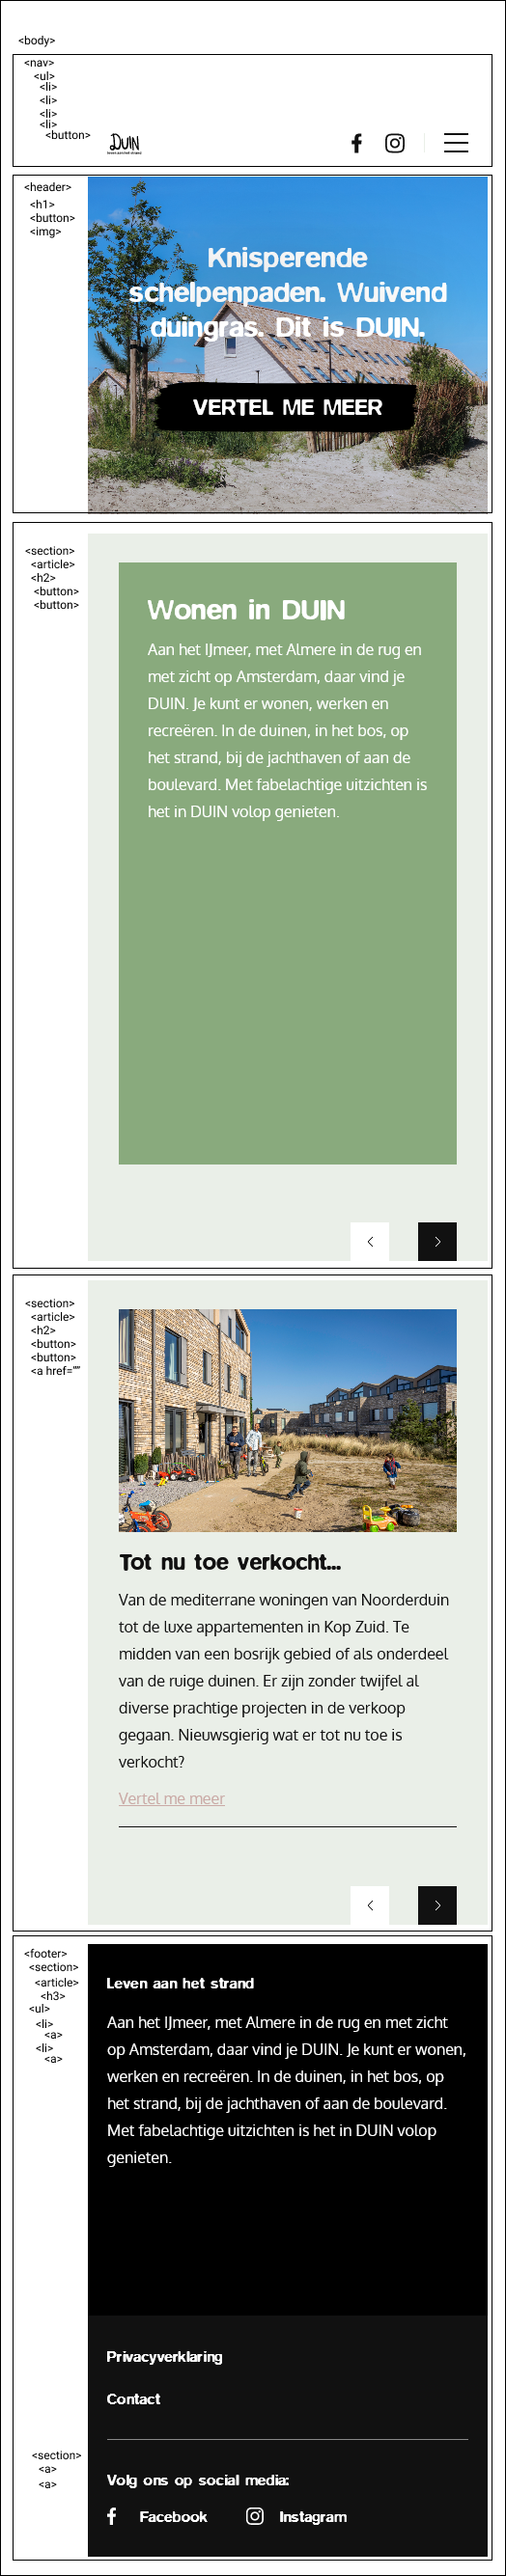 <body>
<nav>
<ul>
<li>
<li>
<li>
<li>
<button>
DUIN
<header>
<h1>
<button>
<img>
Knisperende
schelpenpaden. Wuivend
duingras. Dit is DUIN.
VERTEL ME MEER
<section>
<article>
<h2>
<button>
<button>
Wonen in DUIN
Aan het IJmeer, met Almere in de rug en
met zicht op Amsterdam, daar vind je
DUIN. Je kunt er wonen, werken en
recreëren. In de duinen, in het bos, op
het strand, bij de jachthaven of aan de
boulevard. Met fabelachtige uitzichten is
het in DUIN volop genieten.
<section>
<article>
<h2>
<button>
<button>
<a href=""
Tot nu toe verkocht...
Van de mediterrane woningen van Noorderduin
tot de luxe appartementen in Kop Zuid. Te
midden van een bosrijk gebied of als onderdeel
van de ruige duinen. Er zijn zonder twijfel al
diverse prachtige projecten in de verkoop
gegaan. Nieuwsgierig wat er tot nu toe is
verkocht?
Vertel me meer
<footer>
<section>
<article>
<h3>
<ul>
<li>
<a>
<li>
<a>
Leven aan het strand
Aan het IJmeer, met Almere in de rug en met zicht
op Amsterdam, daar vind je DUIN. Je kunt er wonen,
werken en recreëren. In de duinen, in het bos, op
het strand, bij de jachthaven of aan de boulevard.
Met fabelachtige uitzichten is het in DUIN volop
genieten.
Privacyverklaring
Contact
<section>
<a>
<a>
Volg ons op social media:
Facebook
Instagram